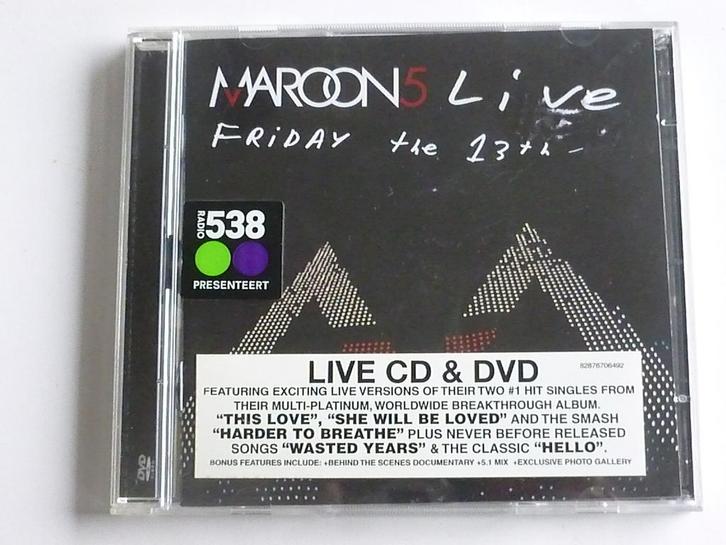 MAROON5 Live
FRiDAY the 13th-
RADIO 538
PRESENTEERT
LIVE CD & DVD
82876706492
FEATURING EXCITING LIVE VERSIONS OF THEIR TWO #1 HIT SINGLES FROM
THEIR MULTI-PLATINUM, WORLDWIDE BREAKTHROUGH ALBUM.
“THIS LOVE”, “SHE WILL BE LOVED” AND THE SMASH
“HARDER TO BREATHE” PLUS NEVER BEFORE RELEASED
SONGS “WASTED YEARS” & THE CLASSIC “HELLO”.
BONUS FEATURES INCLUDE: +BEHIND THE SCENES DOCUMENTARY +5.1 MIX +EXCLUSIVE PHOTO GALLERY
DVD